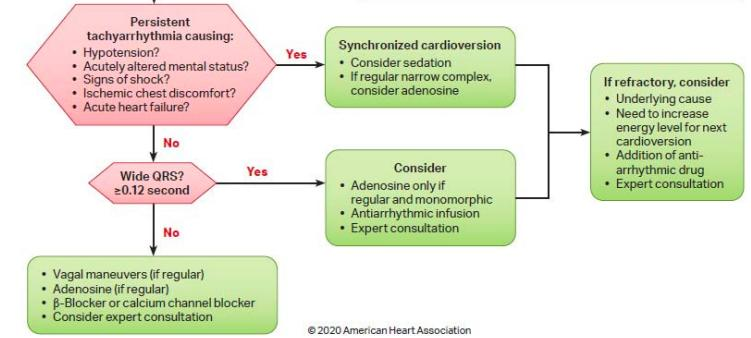 Persistent
tachyarrhythmia causing:
• Hypotension?
• Acutely altered mental status?
• Signs of shock?
• Ischemic chest discomfort?
• Acute heart failure?
Yes
Synchronized cardioversion
• Consider sedation
• If regular narrow complex,
consider adenosine
If refractory, consider
• Underlying cause
• Need to increase
energy level for next
cardioversion
• Addition of anti-
arrhythmic drug
• Expert consultation
No
Wide QRS?
≥0.12 second
Yes
Consider
• Adenosine only if
regular and monomorphic
• Antiarrhythmic infusion
• Expert consultation
No
• Vagal maneuvers (if regular)
• Adenosine (if regular)
• β-Blocker or calcium channel blocker
• Consider expert consultation
© 2020 American Heart Association